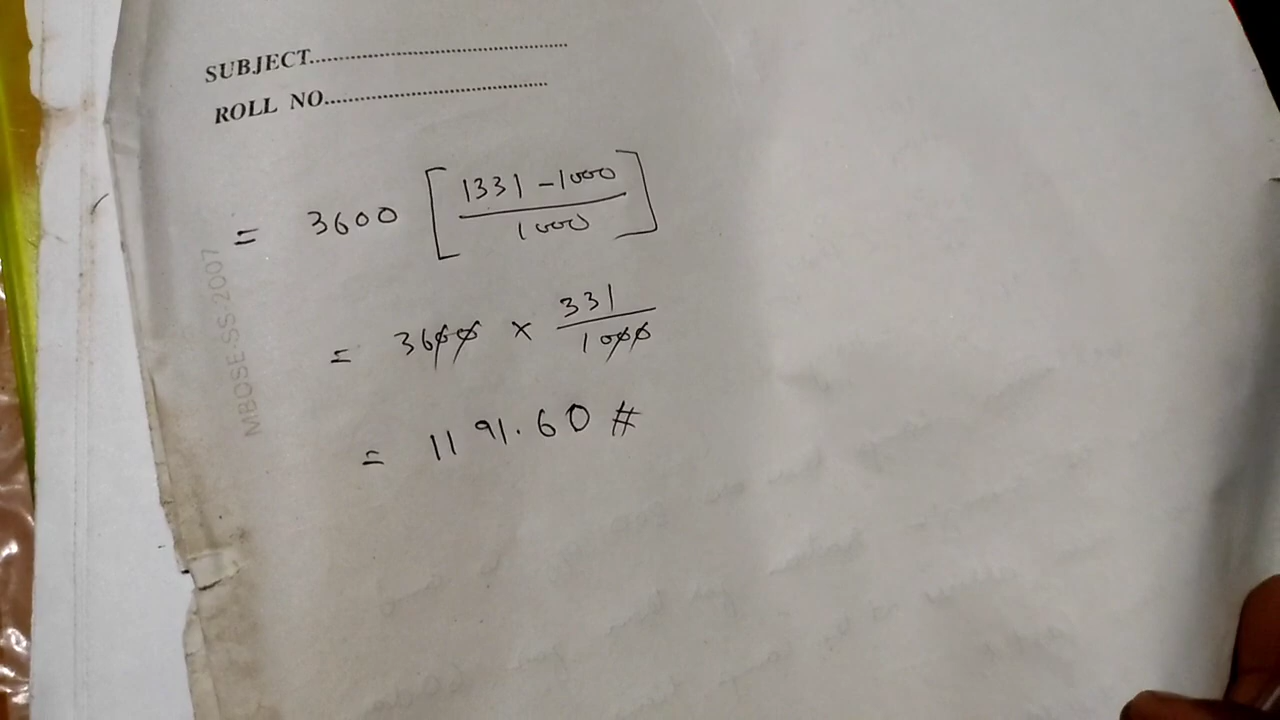 SUBJECT..........................................
ROLL NO.....................................
= 3600 [ (1331 - 1000) / 1000 ]
= 3600 × 331 / 1000
= 1191.60 #
MBOSE SS-2007